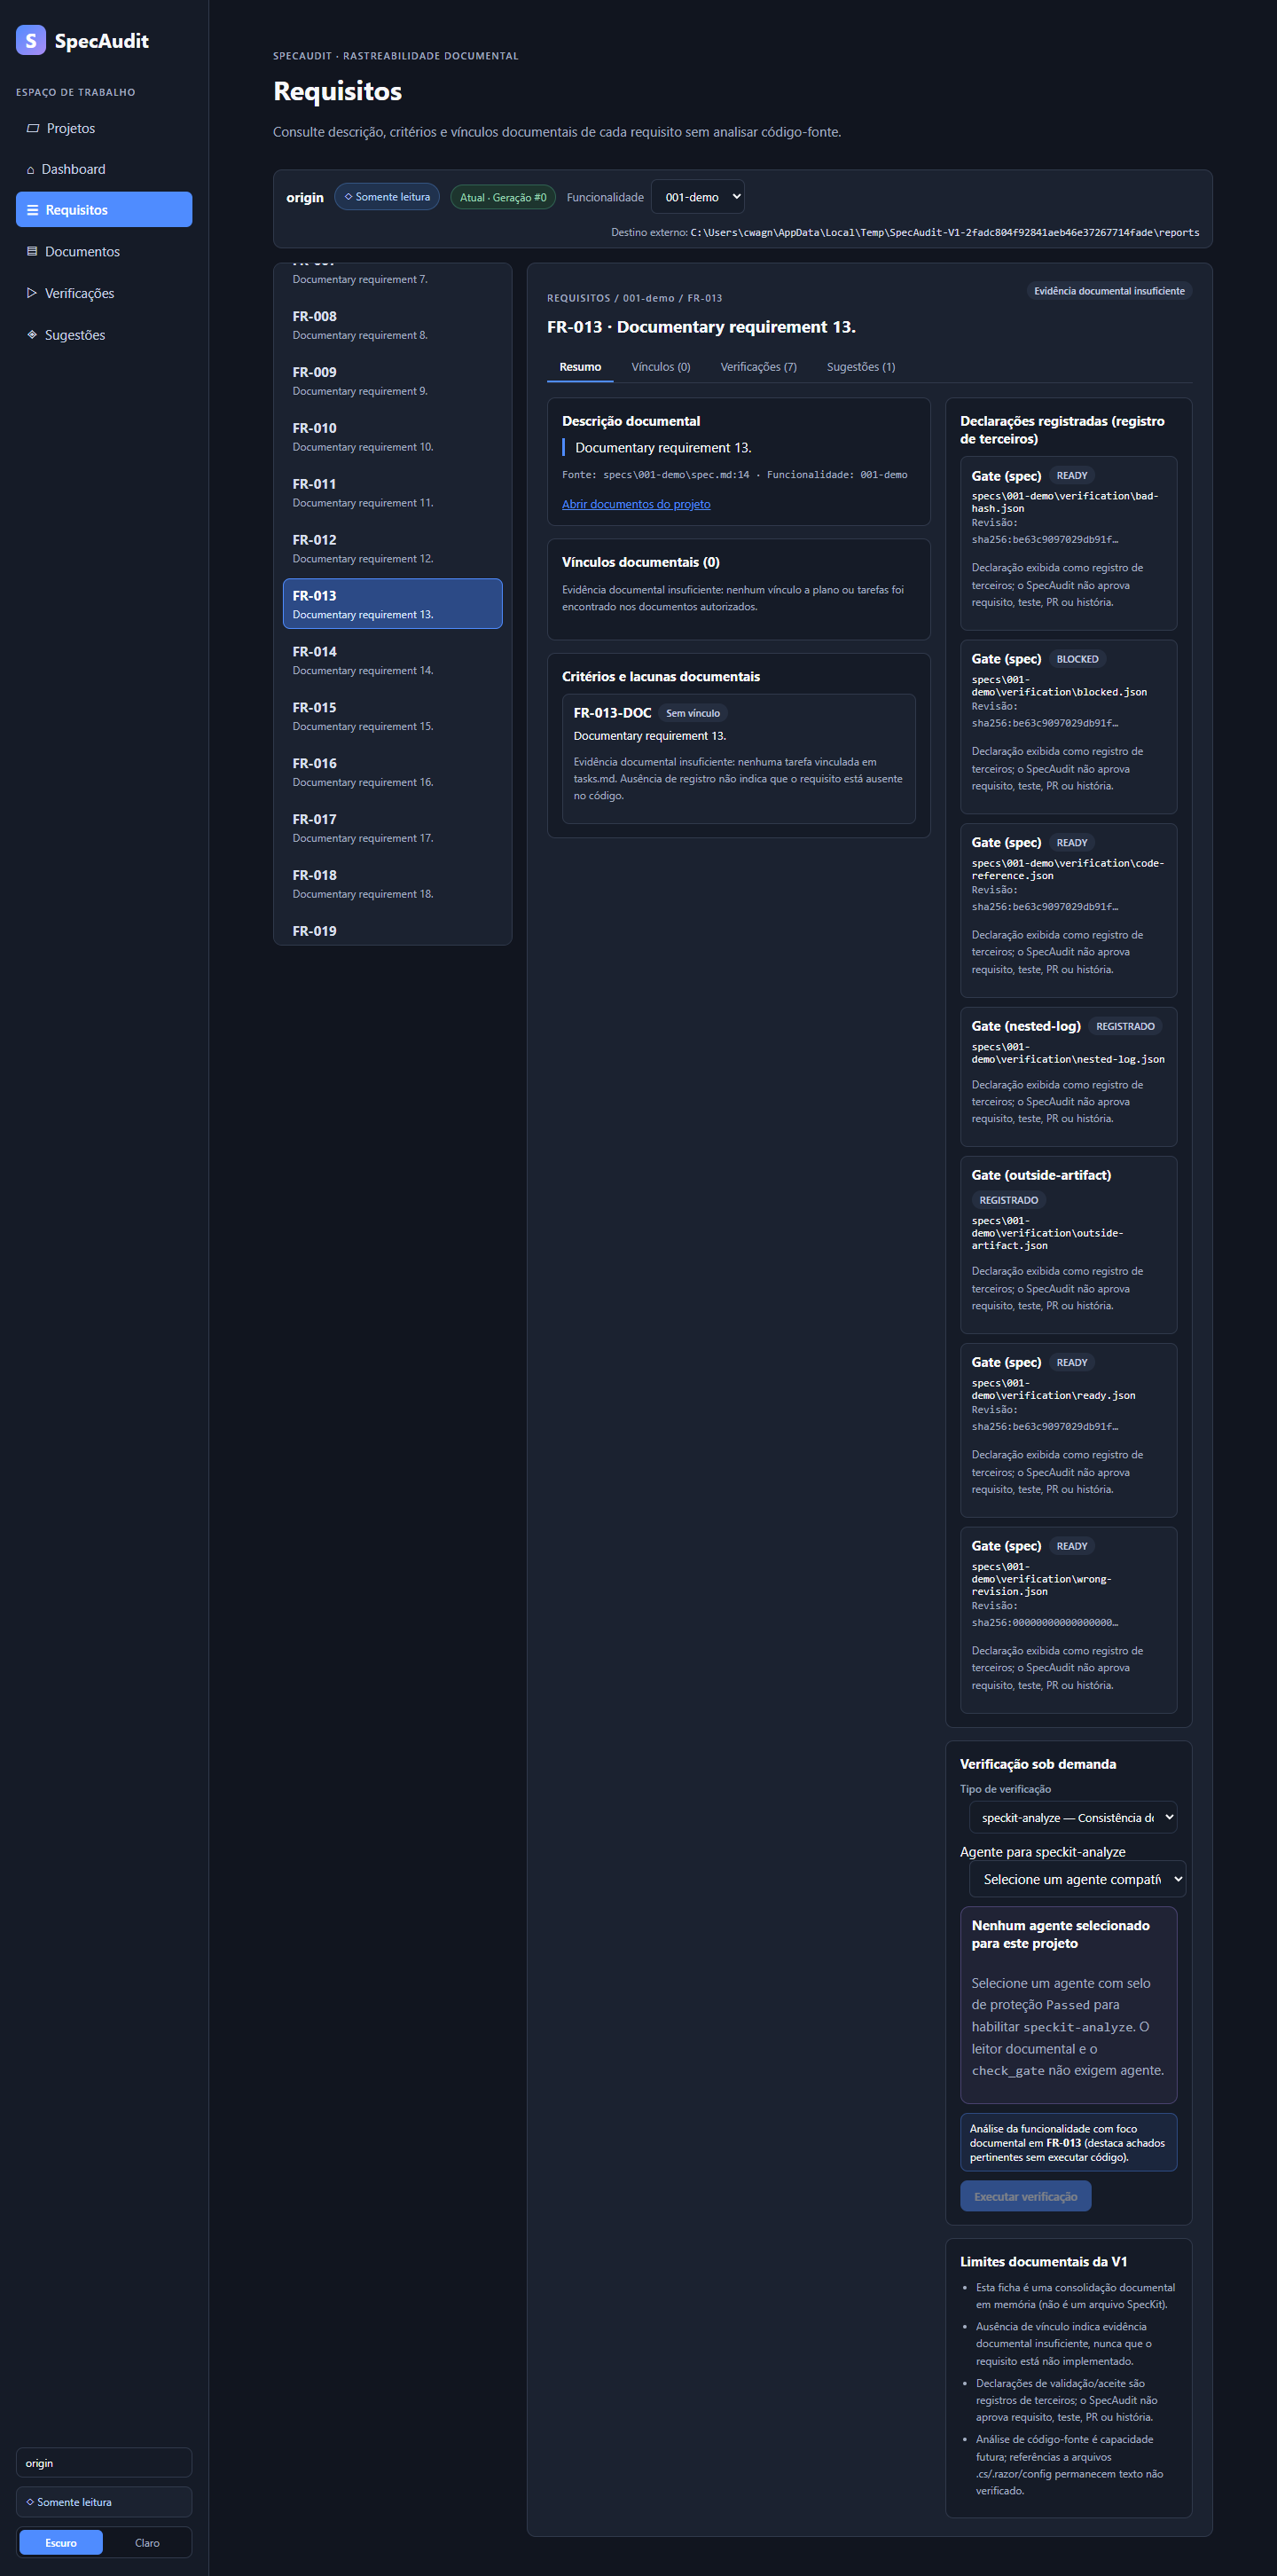 S SpecAudit
ESPAÇO DE TRABALHO
Projetos
Dashboard
Requisitos
Documentos
Verificações
Sugestões
origin
Somente leitura
Escuro Claro
SPECAUDIT · RASTREABILIDADE DOCUMENTAL
Requisitos
Consulte descrição, critérios e vínculos documentais de cada requisito sem analisar código-fonte.
origin Somente leitura Atual · Geração #0 Funcionalidade 001-demo
Destino externo: C:\Users\cwagn\AppData\Local\Temp\SpecAudit-V1-2fadc804f92841aeb46e37267714fade\reports
Documentary requirement 7.
FR-008
Documentary requirement 8.
FR-009
Documentary requirement 9.
FR-010
Documentary requirement 10.
FR-011
Documentary requirement 11.
FR-012
Documentary requirement 12.
FR-013
Documentary requirement 13.
FR-014
Documentary requirement 14.
FR-015
Documentary requirement 15.
FR-016
Documentary requirement 16.
FR-017
Documentary requirement 17.
FR-018
Documentary requirement 18.
FR-019
REQUISITOS / 001-demo / FR-013
Evidência documental insuficiente
FR-013 · Documentary requirement 13.
Resumo Vínculos (0) Verificações (7) Sugestões (1)
Descrição documental
Documentary requirement 13.
Fonte: specs\001-demo\spec.md:14 · Funcionalidade: 001-demo
Abrir documentos do projeto
Vínculos documentais (0)
Evidência documental insuficiente: nenhum vínculo a plano ou tarefas foi
encontrado nos documentos autorizados.
Critérios e lacunas documentais
FR-013-DOC Sem vínculo
Documentary requirement 13.
Evidência documental insuficiente: nenhuma tarefa vinculada em
tasks.md. Ausência de registro não indica que o requisito está ausente
no código.
Declarações registradas (registro
de terceiros)
Gate (spec) READY
specs\001-demo\verification\bad-
hash.json
Revisão:
sha256:be63c9097029db91f…
Declaração exibida como registro de
terceiros; o SpecAudit não aprova
requisito, teste, PR ou história.
Gate (spec) BLOCKED
specs\001-
demo\verification\blocked.json
Revisão:
sha256:be63c9097029db91f…
Declaração exibida como registro de
terceiros; o SpecAudit não aprova
requisito, teste, PR ou história.
Gate (spec) READY
specs\001-demo\verification\code-
reference.json
Revisão:
sha256:be63c9097029db91f…
Declaração exibida como registro de
terceiros; o SpecAudit não aprova
requisito, teste, PR ou história.
Gate (nested-log) REGISTRADO
specs\001-
demo\verification\nested-log.json
Declaração exibida como registro de
terceiros; o SpecAudit não aprova
requisito, teste, PR ou história.
Gate (outside-artifact)
REGISTRADO
specs\001-
demo\verification\outside-
artifact.json
Declaração exibida como registro de
terceiros; o SpecAudit não aprova
requisito, teste, PR ou história.
Gate (spec) READY
specs\001-
demo\verification\ready.json
Revisão:
sha256:be63c9097029db91f…
Declaração exibida como registro de
terceiros; o SpecAudit não aprova
requisito, teste, PR ou história.
Gate (spec) READY
specs\001-
demo\verification\wrong-
revision.json
Revisão:
sha256:00000000000000000…
Declaração exibida como registro de
terceiros; o SpecAudit não aprova
requisito, teste, PR ou história.
Verificação sob demanda
Tipo de verificação
speckit-analyze — Consistência do
Agente para speckit-analyze
Selecione um agente compatív
Nenhum agente selecionado
para este projeto
Selecione um agente com selo
de proteção Passed para
habilitar speckit-analyze. O
leitor documental e o
check_gate não exigem agente.
Análise da funcionalidade com foco
documental em FR-013 (destaca achados
pertinentes sem executar código).
Executar verificação
Limites documentais da V1
Esta ficha é uma consolidação documental
em memória (não é um arquivo SpecKit).
Ausência de vínculo indica evidência
documental insuficiente, nunca que o
requisito está não implementado.
Declarações de validação/aceite são
registros de terceiros; o SpecAudit não
aprova requisito, teste, PR ou história.
Análise de código-fonte é capacidade
futura; referências a arquivos
.cs/.razor/config permanecem texto não
verificado.